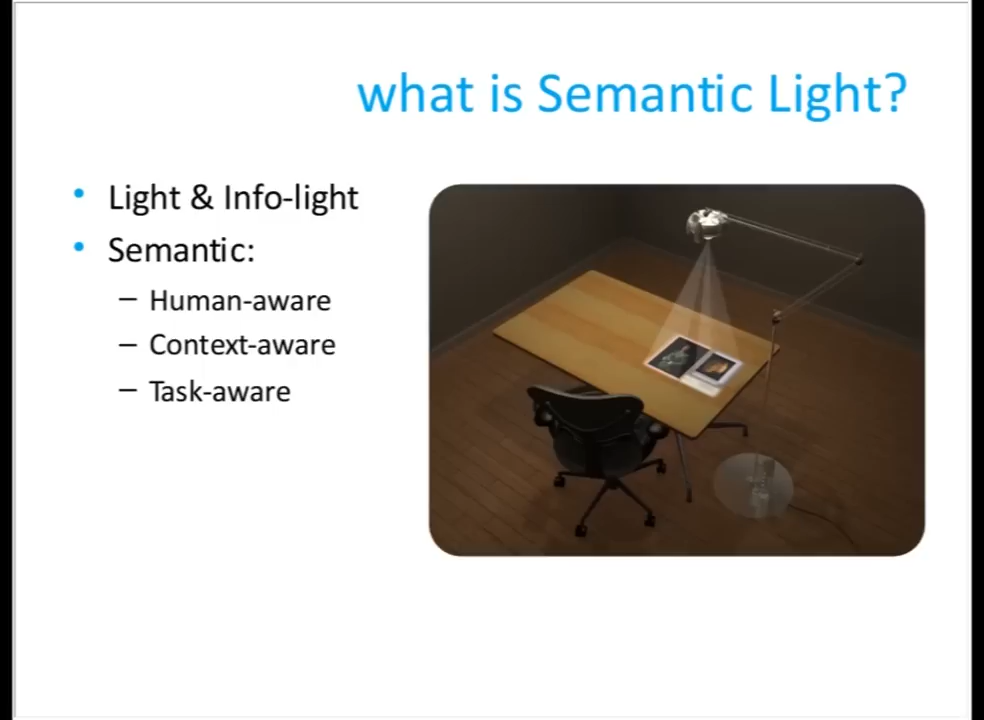 what is Semantic Light?
• Light & Info-light
• Semantic:
– Human-aware
– Context-aware
– Task-aware